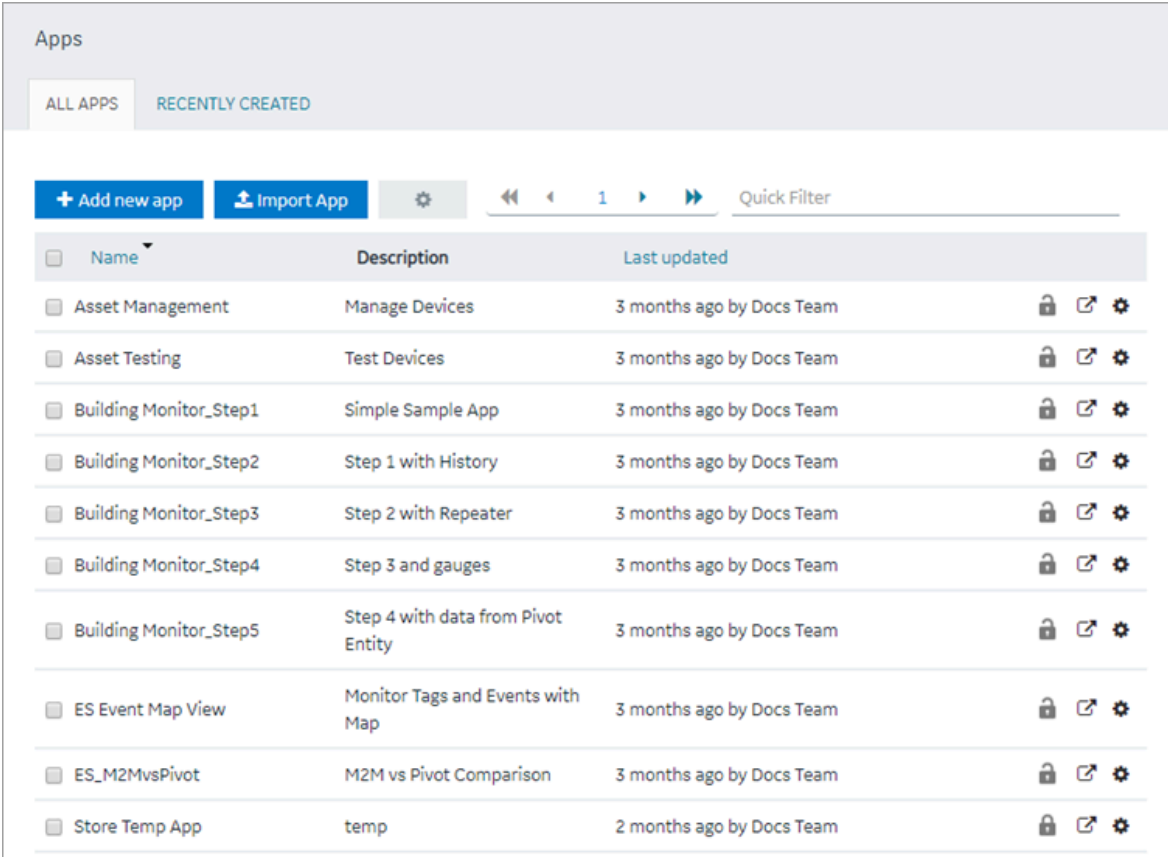 Apps
ALL APPS RECENTLY CREATED
Add new app Import App 1 Quick Filter
Name Description Last updated
Asset Management Manage Devices 3 months ago by Docs Team
Asset Testing Test Devices 3 months ago by Docs Team
Building Monitor_Step1 Simple Sample App 3 months ago by Docs Team
Building Monitor_Step2 Step 1 with History 3 months ago by Docs Team
Building Monitor_Step3 Step 2 with Repeater 3 months ago by Docs Team
Building Monitor_Step4 Step 3 and gauges 3 months ago by Docs Team
Building Monitor_Step5 Step 4 with data from Pivot
Entity 3 months ago by Docs Team
ES Event Map View Monitor Tags and Events with
Map 3 months ago by Docs Team
ES_M2MvsPivot M2M vs Pivot Comparison 3 months ago by Docs Team
Store Temp App temp 2 months ago by Docs Team